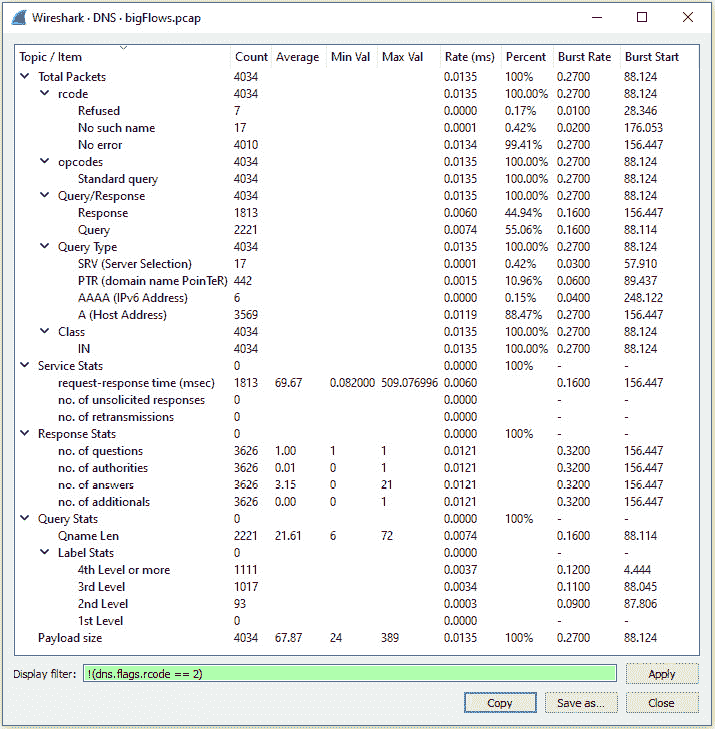 Wireshark · DNS · bigFlows.pcap
Topic / Item Count Average Min Val Max Val Rate (ms) Percent Burst Rate Burst Start
Total Packets 4034 0.0135 100% 0.2700 88.124
rcode 4034 0.0135 100.00% 0.2700 88.124
Refused 7 0.0000 0.17% 0.0100 28.346
No such name 17 0.0001 0.42% 0.0200 176.053
No error 4010 0.0134 99.41% 0.2700 156.447
opcodes 4034 0.0135 100.00% 0.2700 88.124
Standard query 4034 0.0135 100.00% 0.2700 88.124
Query/Response 4034 0.0135 100.00% 0.2700 88.124
Response 1813 0.0060 44.94% 0.1600 156.447
Query 2221 0.0074 55.06% 0.1600 88.114
Query Type 4034 0.0135 100.00% 0.2700 88.124
SRV (Server Selection) 17 0.0001 0.42% 0.0300 57.910
PTR (domain name PoinTeR) 442 0.0015 10.96% 0.0600 89.437
AAAA (IPv6 Address) 6 0.0000 0.15% 0.0400 248.122
A (Host Address) 3569 0.0119 88.47% 0.2700 156.447
Class 4034 0.0135 100.00% 0.2700 88.124
IN 4034 0.0135 100.00% 0.2700 88.124
Service Stats 0 0.0000 100% - -
request-response time (msec) 1813 69.67 0.082000 509.076996 0.0060 0.1600 156.447
no. of unsolicited responses 0 0.0000 - -
no. of retransmissions 0 0.0000 - -
Response Stats 0 0.0000 100% - -
no. of questions 3626 1.00 1 1 0.0121 0.3200 156.447
no. of authorities 3626 0.01 0 1 0.0121 0.3200 156.447
no. of answers 3626 3.15 0 21 0.0121 0.3200 156.447
no. of additionals 3626 0.00 0 1 0.0121 0.3200 156.447
Query Stats 0 0.0000 100% - -
Qname Len 2221 21.61 6 72 0.0074 0.1600 88.114
Label Stats 0 0.0000 - -
4th Level or more 1111 0.0037 0.1200 4.444
3rd Level 1017 0.0034 0.1100 88.045
2nd Level 93 0.0003 0.0900 87.806
1st Level 0 0.0000 - -
Payload size 4034 67.87 24 389 0.0135 100% 0.2700 88.124
Display filter: !(dns.flags.rcode == 2) Apply
Copy Save as... Close